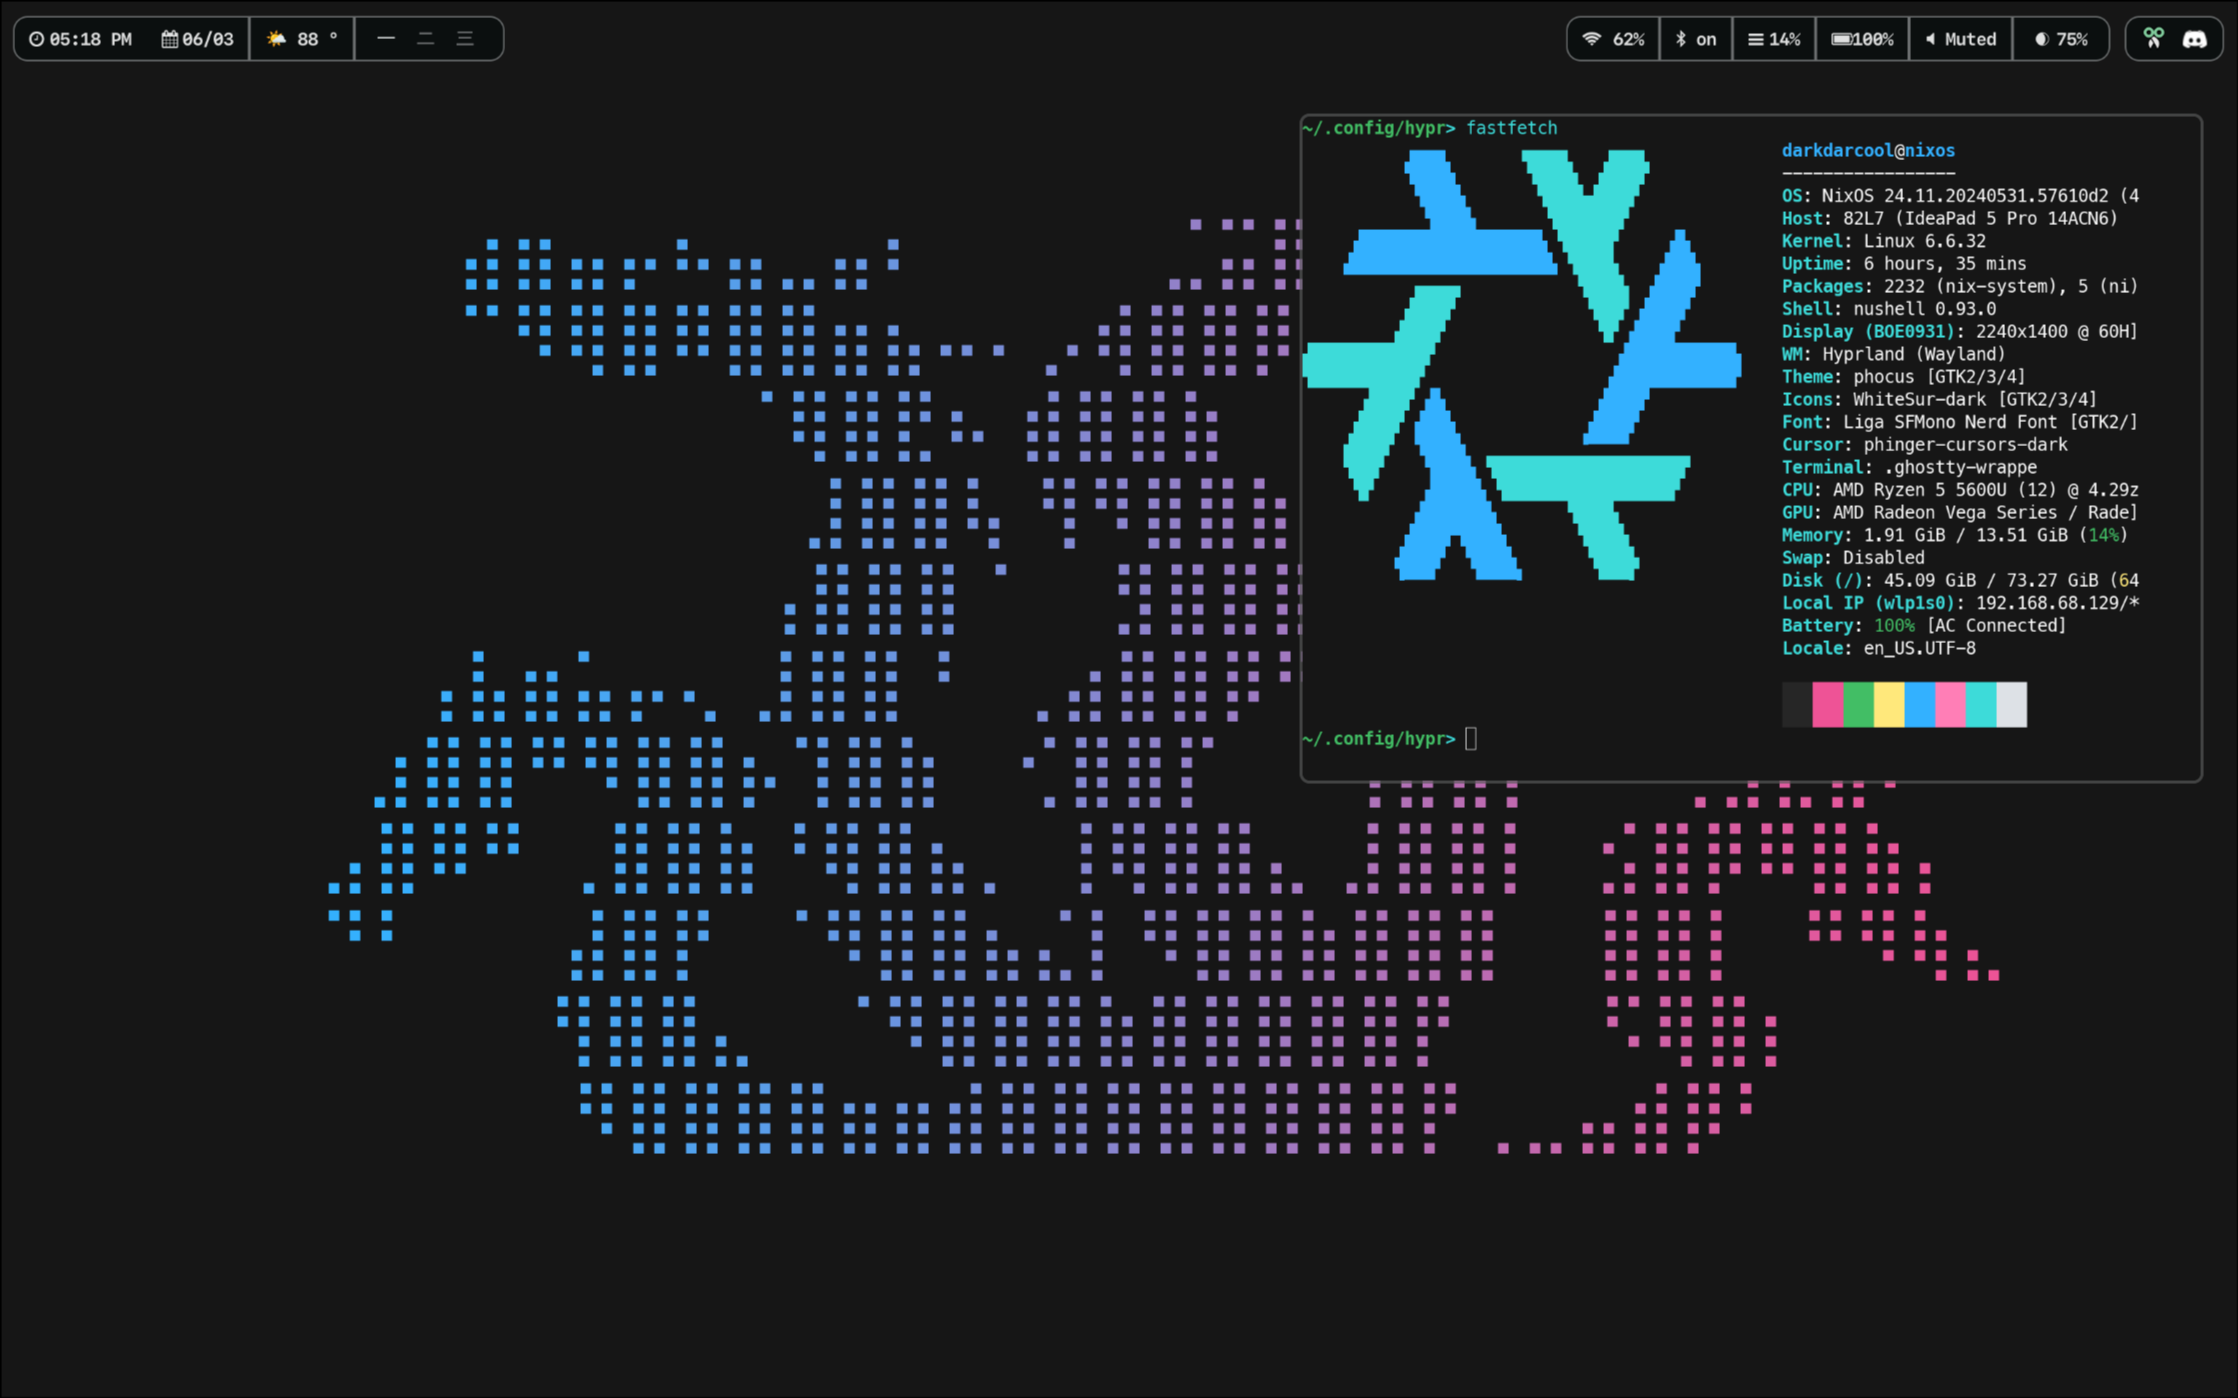 05:18 PM 06/03 88 ° 一 二 三 62% on 14% 100% Muted 75%
~/.config/hypr> fastfetch
darkdarcool@nixos
-----------------
OS: NixOS 24.11.20240531.57610d2 (4
Host: 82L7 (IdeaPad 5 Pro 14ACN6)
Kernel: Linux 6.6.32
Uptime: 6 hours, 35 mins
Packages: 2232 (nix-system), 5 (ni)
Shell: nushell 0.93.0
Display (BOE0931): 2240x1400 @ 60H]
WM: Hyprland (Wayland)
Theme: phocus [GTK2/3/4]
Icons: WhiteSur-dark [GTK2/3/4]
Font: Liga SFMono Nerd Font [GTK2/]
Cursor: phinger-cursors-dark
Terminal: .ghostty-wrappe
CPU: AMD Ryzen 5 5600U (12) @ 4.29z
GPU: AMD Radeon Vega Series / Rade]
Memory: 1.91 GiB / 13.51 GiB (14%)
Swap: Disabled
Disk (/): 45.09 GiB / 73.27 GiB (64
Local IP (wlp1s0): 192.168.68.129/*
Battery: 100% [AC Connected]
Locale: en_US.UTF-8
~/.config/hypr>